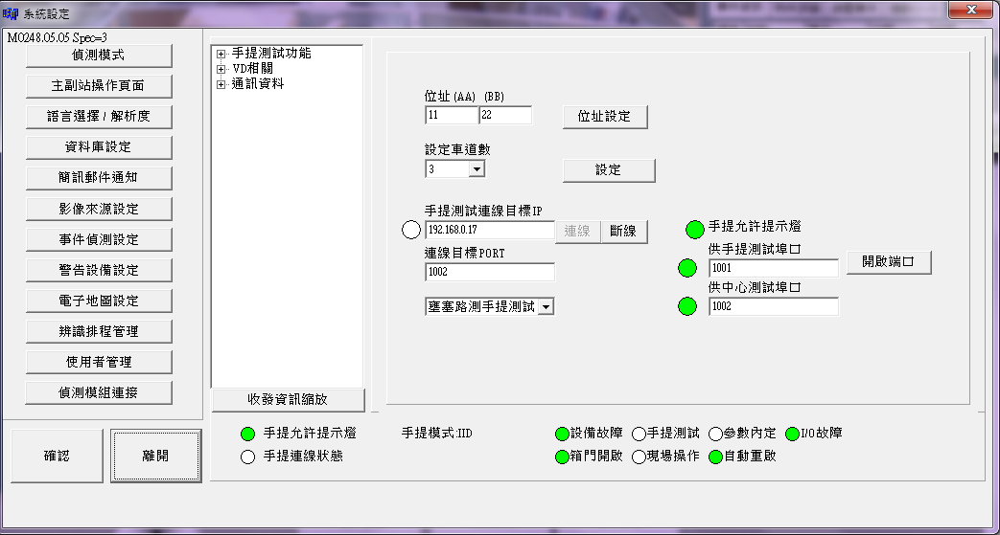 系統設定
M0248.05.05 Spec=3
偵測模式
主副站操作頁面
語言選擇 / 解析度
資料庫設定
簡訊郵件通知
影像來源設定
事件偵測設定
警告設備設定
電子地圖設定
辨識排程管理
使用者管理
偵測模組連接
確認
離開
手提測試功能
VD相關
通訊資料
收發資訊縮放
位址 (AA) (BB)
11 22
位址設定
設定車道數
3
設定
手提測試連線目標IP
192.168.0.17
連線
斷線
連線目標PORT
1002
壅塞路測手提測試
手提允許提示燈
供手提測試埠口
1001
開啟端口
供中心測試埠口
1002
手提允許提示燈
手提連線狀態
手提模式:IID
設備故障 手提測試 參數內定 I/O故障
箱門開啟 現場操作 自動重啟